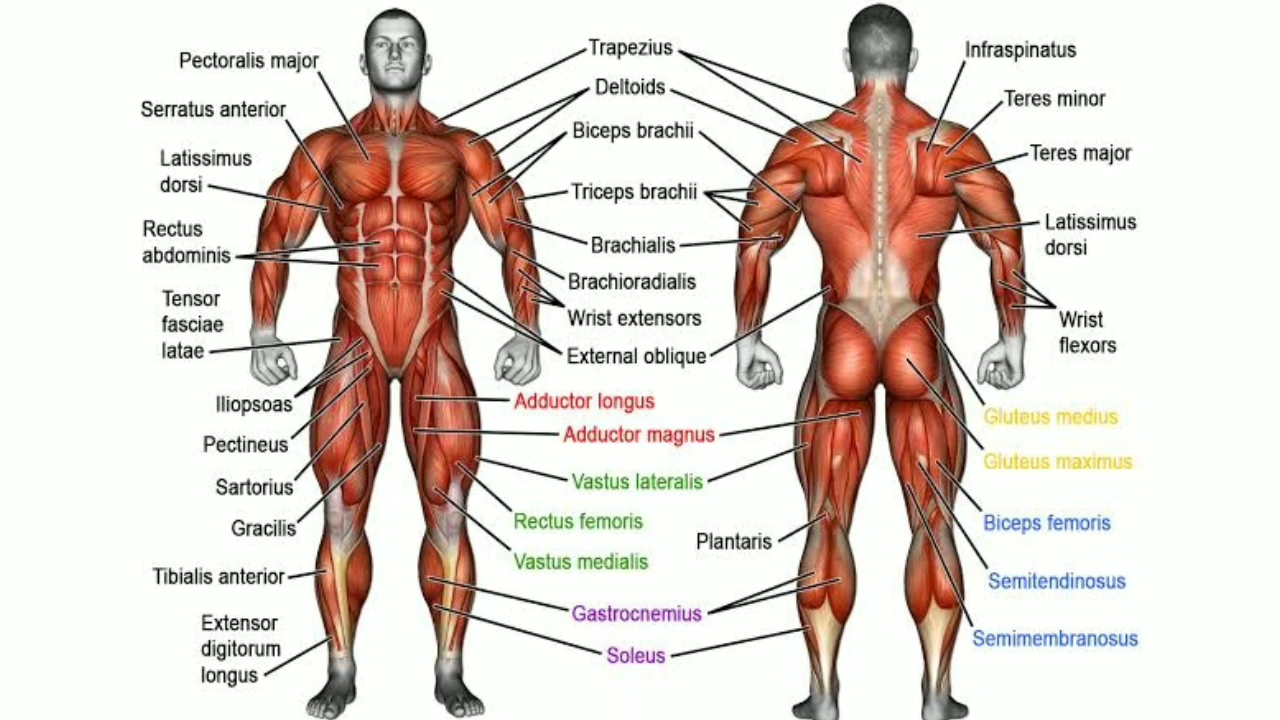 Pectoralis major
Serratus anterior
Latissimus
dorsi
Rectus
abdominis
Tensor
fasciae
latae
Iliopsoas
Pectineus
Sartorius
Gracilis
Tibialis anterior
Extensor
digitorum
longus
Trapezius
Deltoids
Biceps brachii
Triceps brachii
Brachialis
Brachioradialis
Wrist extensors
External oblique
Adductor longus
Adductor magnus
Vastus lateralis
Rectus femoris
Vastus medialis
Gastrocnemius
Soleus
Plantaris
Infraspinatus
Teres minor
Teres major
Latissimus
dorsi
Wrist
flexors
Gluteus medius
Gluteus maximus
Biceps femoris
Semitendinosus
Semimembranosus